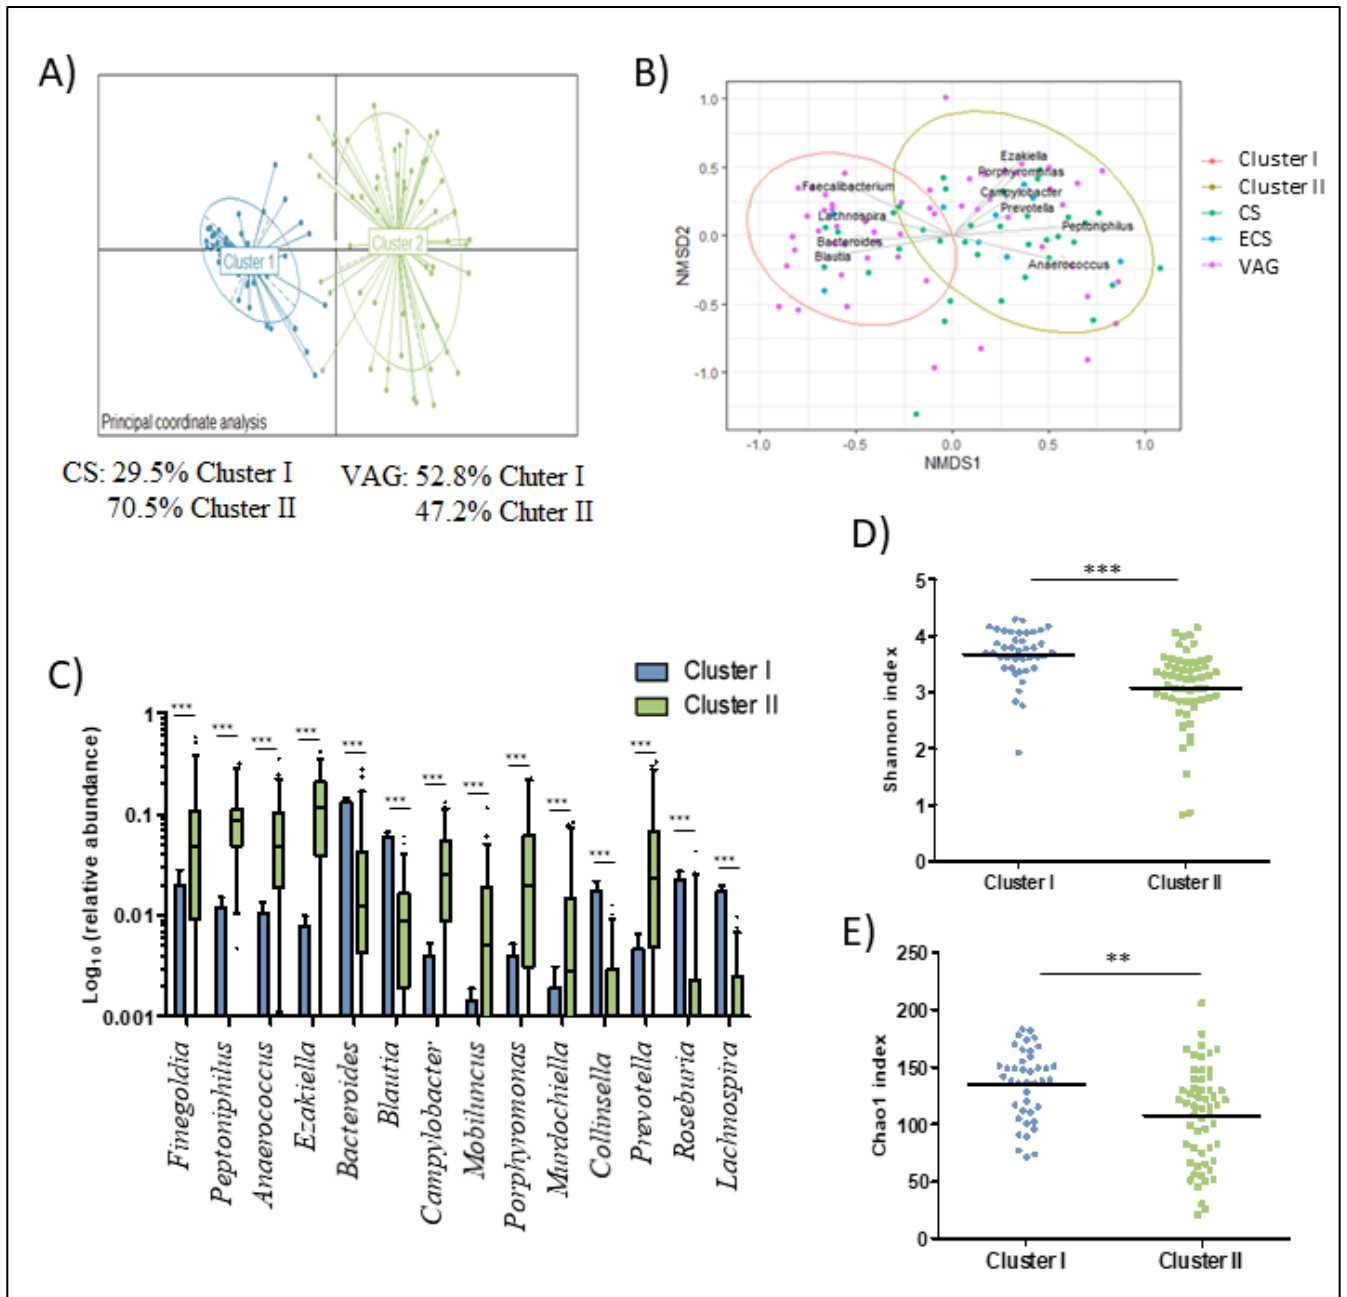 A)
Cluster 1
Cluster 2
Principal coordinate analysis
CS: 29.5% Cluster I
70.5% Cluster II
VAG: 52.8% Cluter I
47.2% Cluter II
B)
NMSD2
1.0
0.5
0.0
-0.5
-1.0
Ezakiella
Porphyromonas
Faecalibacterium
Campylobacter
Prevotella
Lachnospira
Peptoniphilus
Bacteroides
Blautia
Anaerococcus
-1.0
-0.5
0.0
0.5
1.0
NMDS1
Cluster I
Cluster II
CS
ECS
VAG
C)
Cluster I
Cluster II
Log10 (relative abundance)
1
0.1
0.01
0.001
***
***
***
***
***
***
***
***
***
***
***
***
***
***
Finegoldia
Peptoniphilus
Anaerococcus
Ezakiella
Bacteroides
Blautia
Campylobacter
Mobiluncus
Porphyromonas
Murdochiella
Collinsella
Prevotella
Roseburia
Lachnospira
D)
Shannon index
5
4
3
2
1
0
***
Cluster I
Cluster II
E)
Chao1 index
250
200
150
100
50
0
**
Cluster I
Cluster II